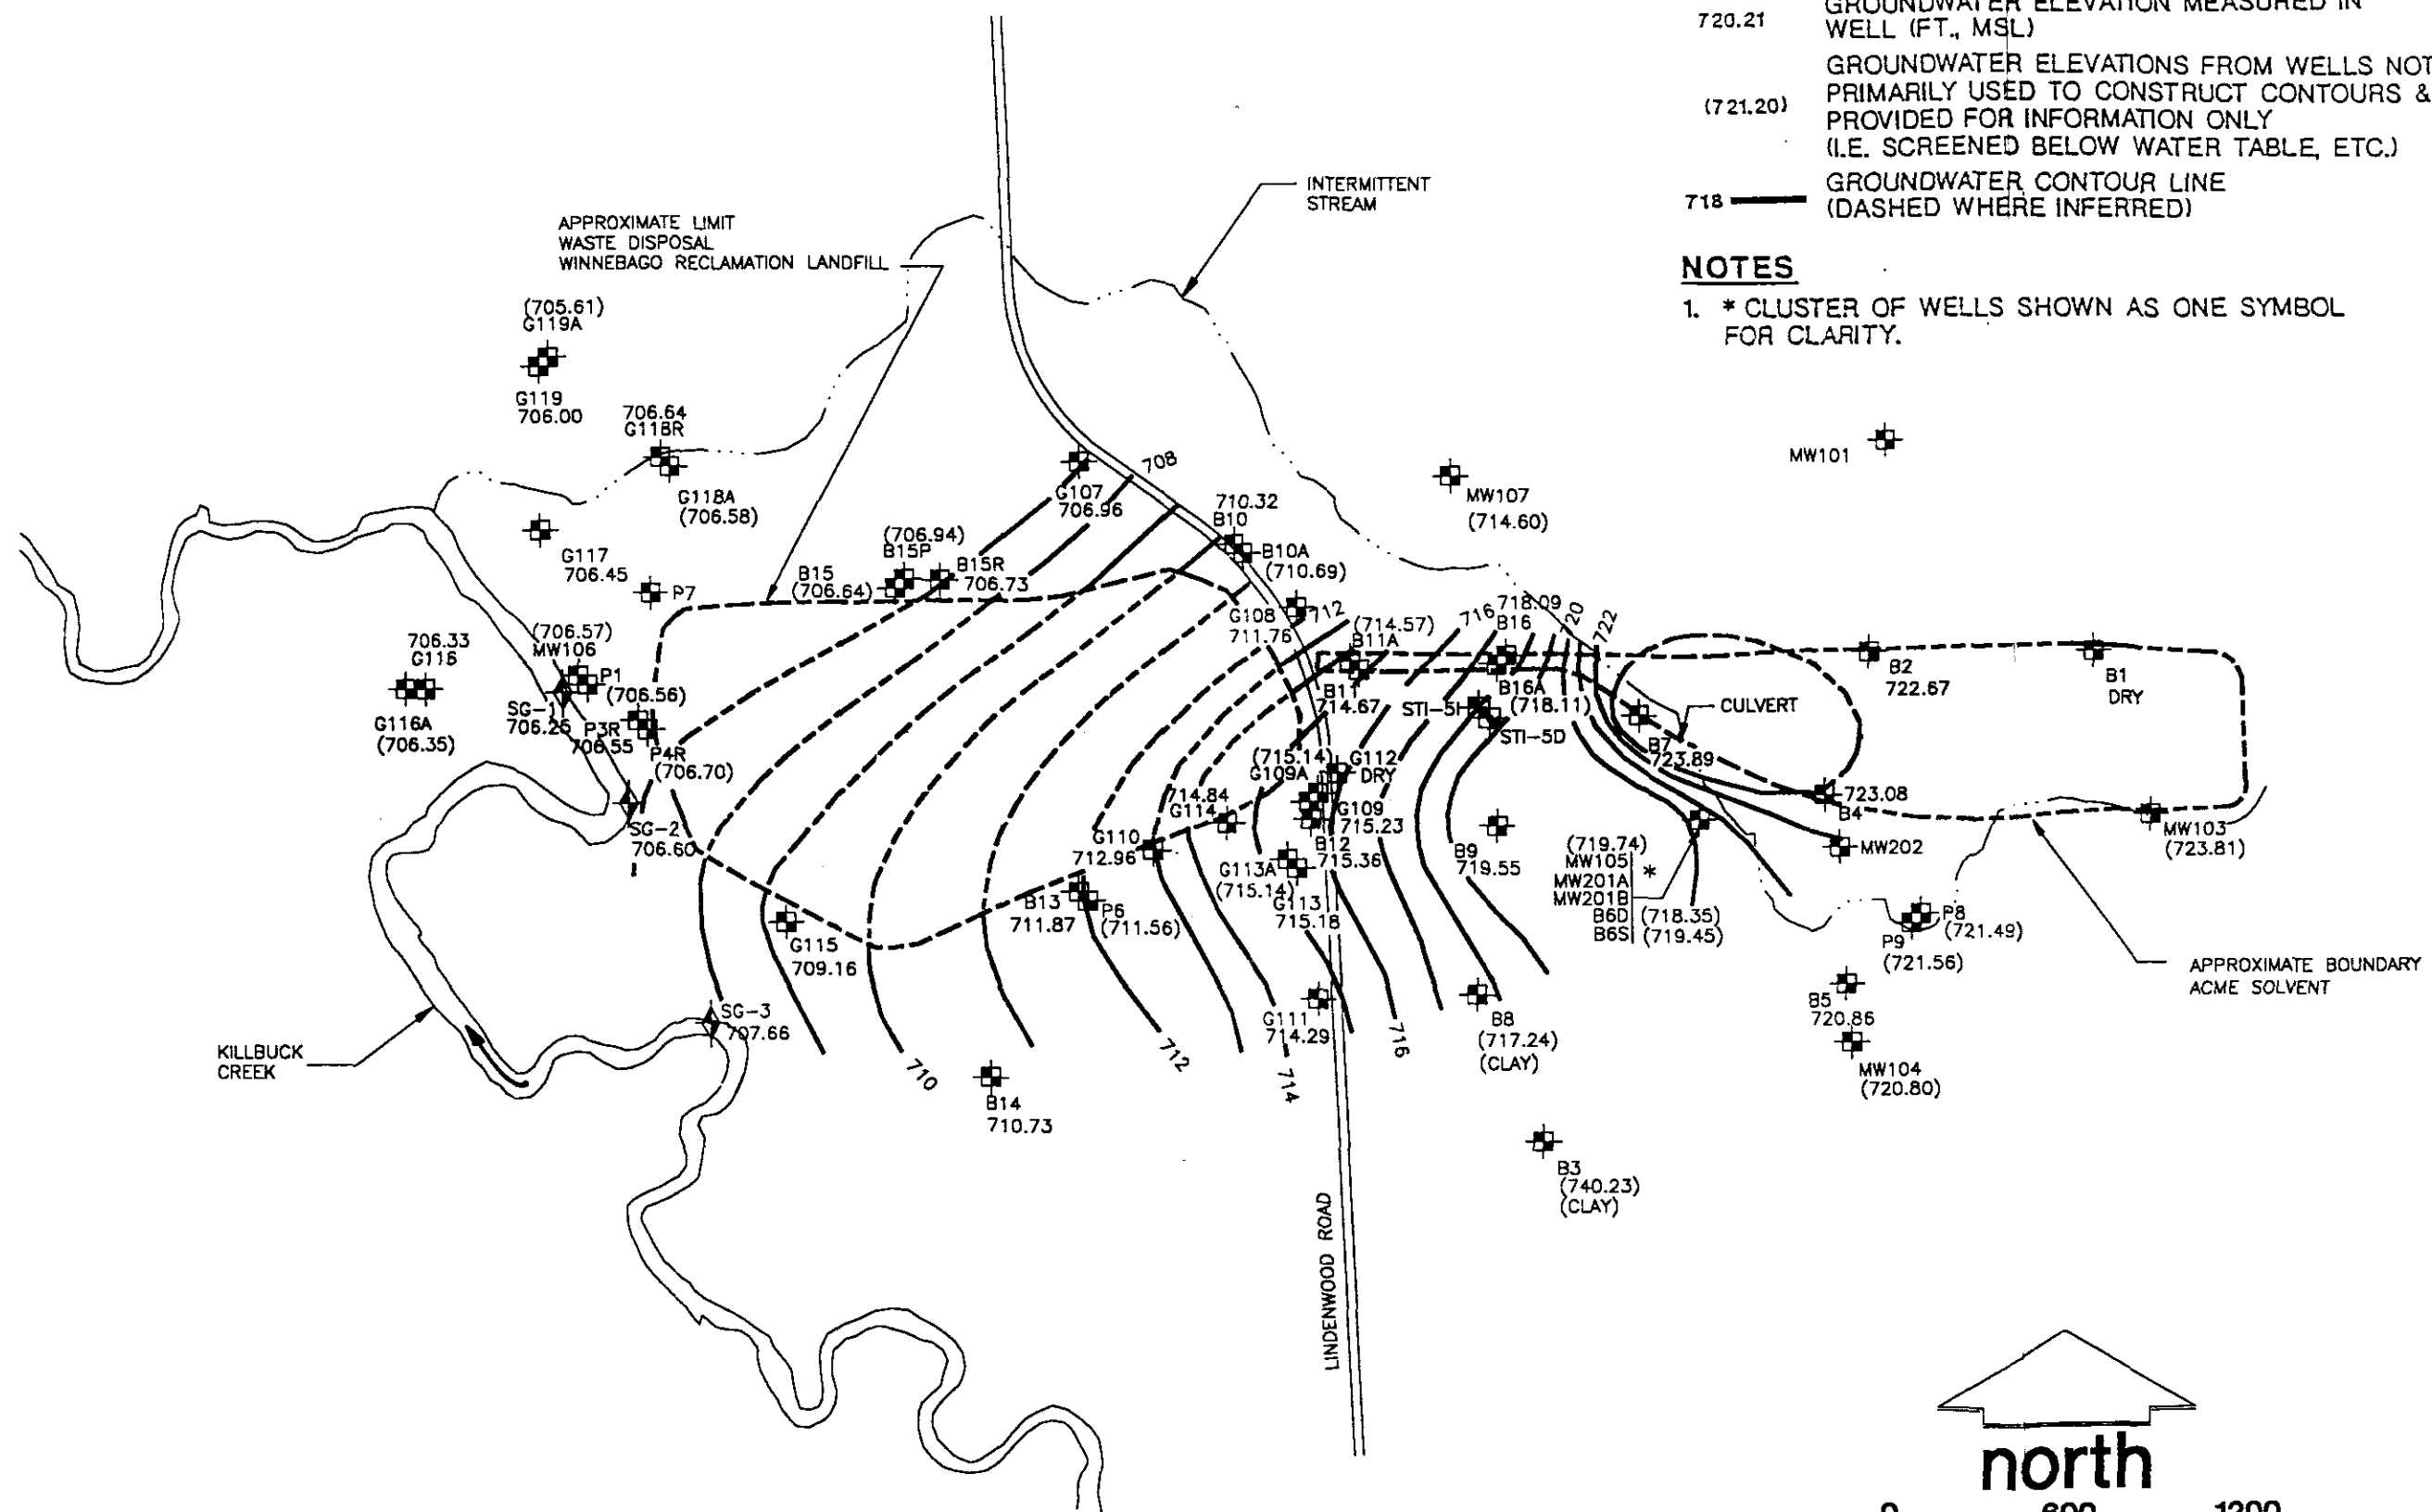 GROUNDWATER ELEVATION MEASURED IN
720.21
WELL (FT., MSL)
GROUNDWATER ELEVATIONS FROM WELLS NOT
(721.20) PRIMARILY USED TO CONSTRUCT CONTOURS &
PROVIDED FOR INFORMATION ONLY
(I.E. SCREENED BELOW WATER TABLE, ETC.)
GROUNDWATER CONTOUR LINE
718
(DASHED WHERE INFERRED)
NOTES
1. * CLUSTER OF WELLS SHOWN AS ONE SYMBOL
FOR CLARITY.
INTERMITTENT
STREAM
APPROXIMATE LIMIT
WASTE DISPOSAL
WINNEBAGO RECLAMATION LANDFILL
(705.61)
G119A
G119
706.00
706.64
G118R
G118A
(706.58)
G117
706.45
P7
(706.94)
B15P
B15
(706.64)
B15R
706.73
G107
706.96
708
710.32
B10
B10A
(710.69)
MW107
(714.60)
MW101
G108
711.76
712
(714.57)
B11A
716
718.09
B16
720
722
B11
714.67
B16A
(718.11)
STI-5H
STI-5D
CULVERT
B7
723.89
B2
722.67
B1
DRY
723.08
B4
MW202
MW103
(723.81)
706.33
G116
G116A
(706.35)
(706.57)
MW106
P1
(706.56)
SG-1
706.25
P3R
706.55
P4R
(706.70)
SG-2
706.60
(715.14)
G109A
G112
DRY
G109
715.23
714.84
G114
G110
712.96
B12
715.36
G113A
(715.14)
G113
715.18
B9
719.55
(719.74)
MW105
MW201A
MW201B
B6D (718.35)
B6S (719.45)
*
P8
(721.49)
P9
(721.56)
B5
720.86
MW104
(720.80)
APPROXIMATE BOUNDARY
ACME SOLVENT
B13
711.87
P6
(711.56)
G115
709.16
SG-3
707.66
KILLBUCK
CREEK
710
712
714
716
G111
714.29
B8
(717.24)
(CLAY)
B14
710.73
B3
(740.23)
(CLAY)
LINDENWOOD ROAD
north
0 600 1200